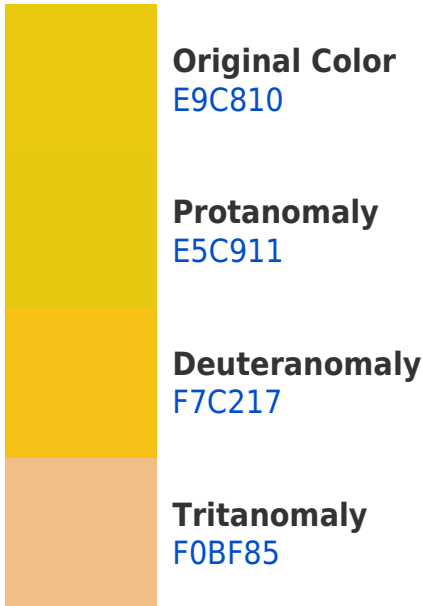 Original Color
E9C810
Protanomaly
E5C911
Deuteranomaly
F7C217
Tritanomaly
F0BF85